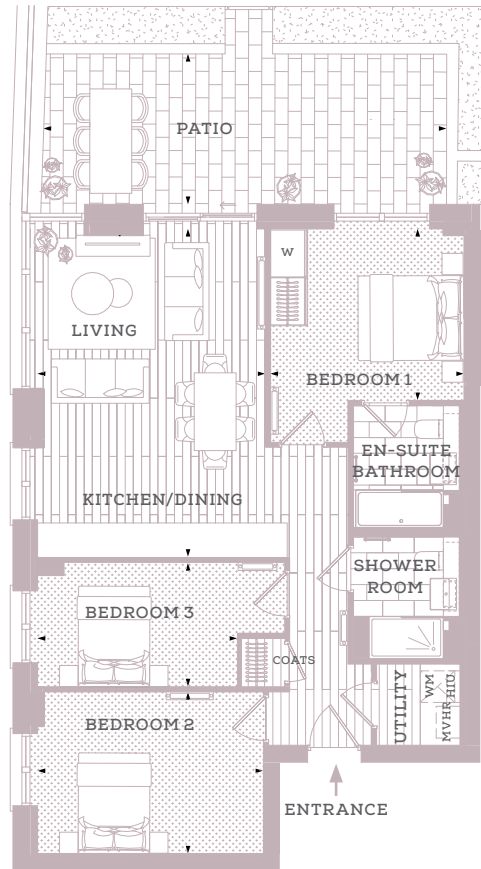 PATIO
W
LIVING
BEDROOM 1
EN-SUITE
BATHROOM
KITCHEN/DINING
SHOWER
ROOM
BEDROOM 3
COATS
UTILITY
WM
MVHR HIU
BEDROOM 2
ENTRANCE